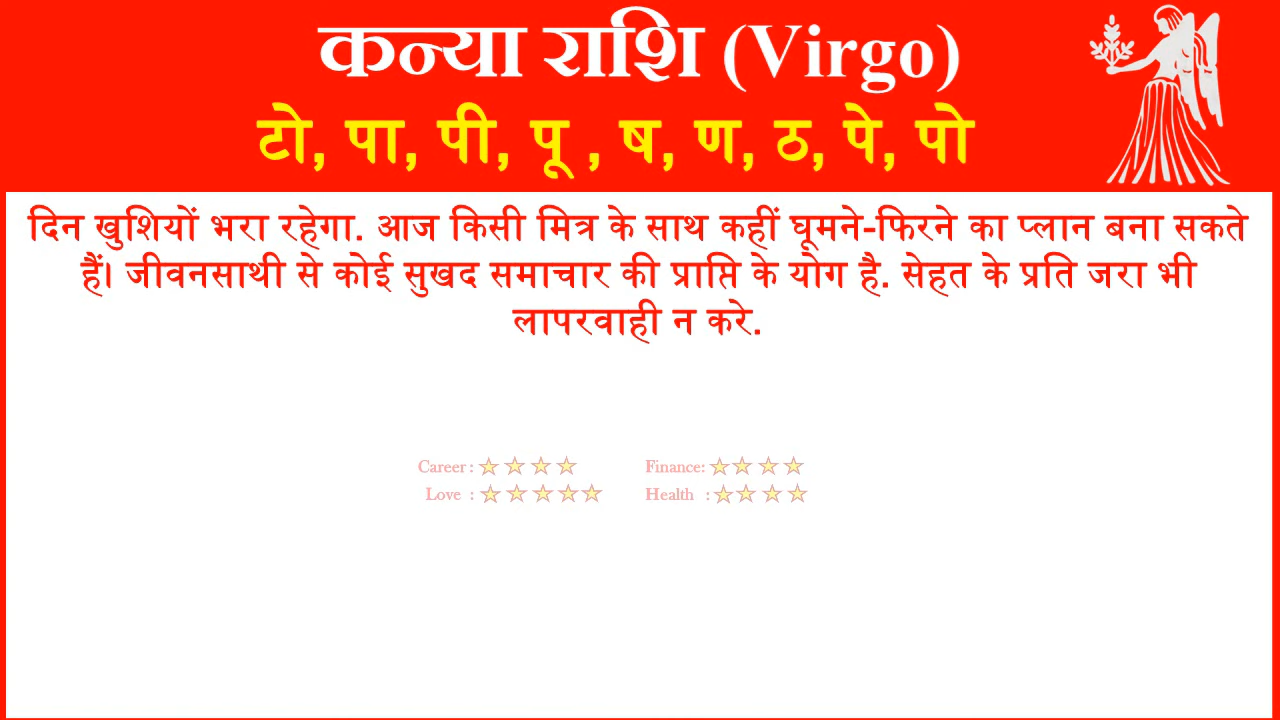 कन्या राशि (Virgo)
टो, पा, पी, पू , ष, ण, ठ, पे, पो
दिन खुशियों भरा रहेगा. आज किसी मित्र के साथ कहीं घूमने-फिरने का प्लान बना सकते
हैं। जीवनसाथी से कोई सुखद समाचार की प्राप्ति के योग है. सेहत के प्रति जरा भी
लापरवाही न करे.
Career : Finance:
Love : Health :